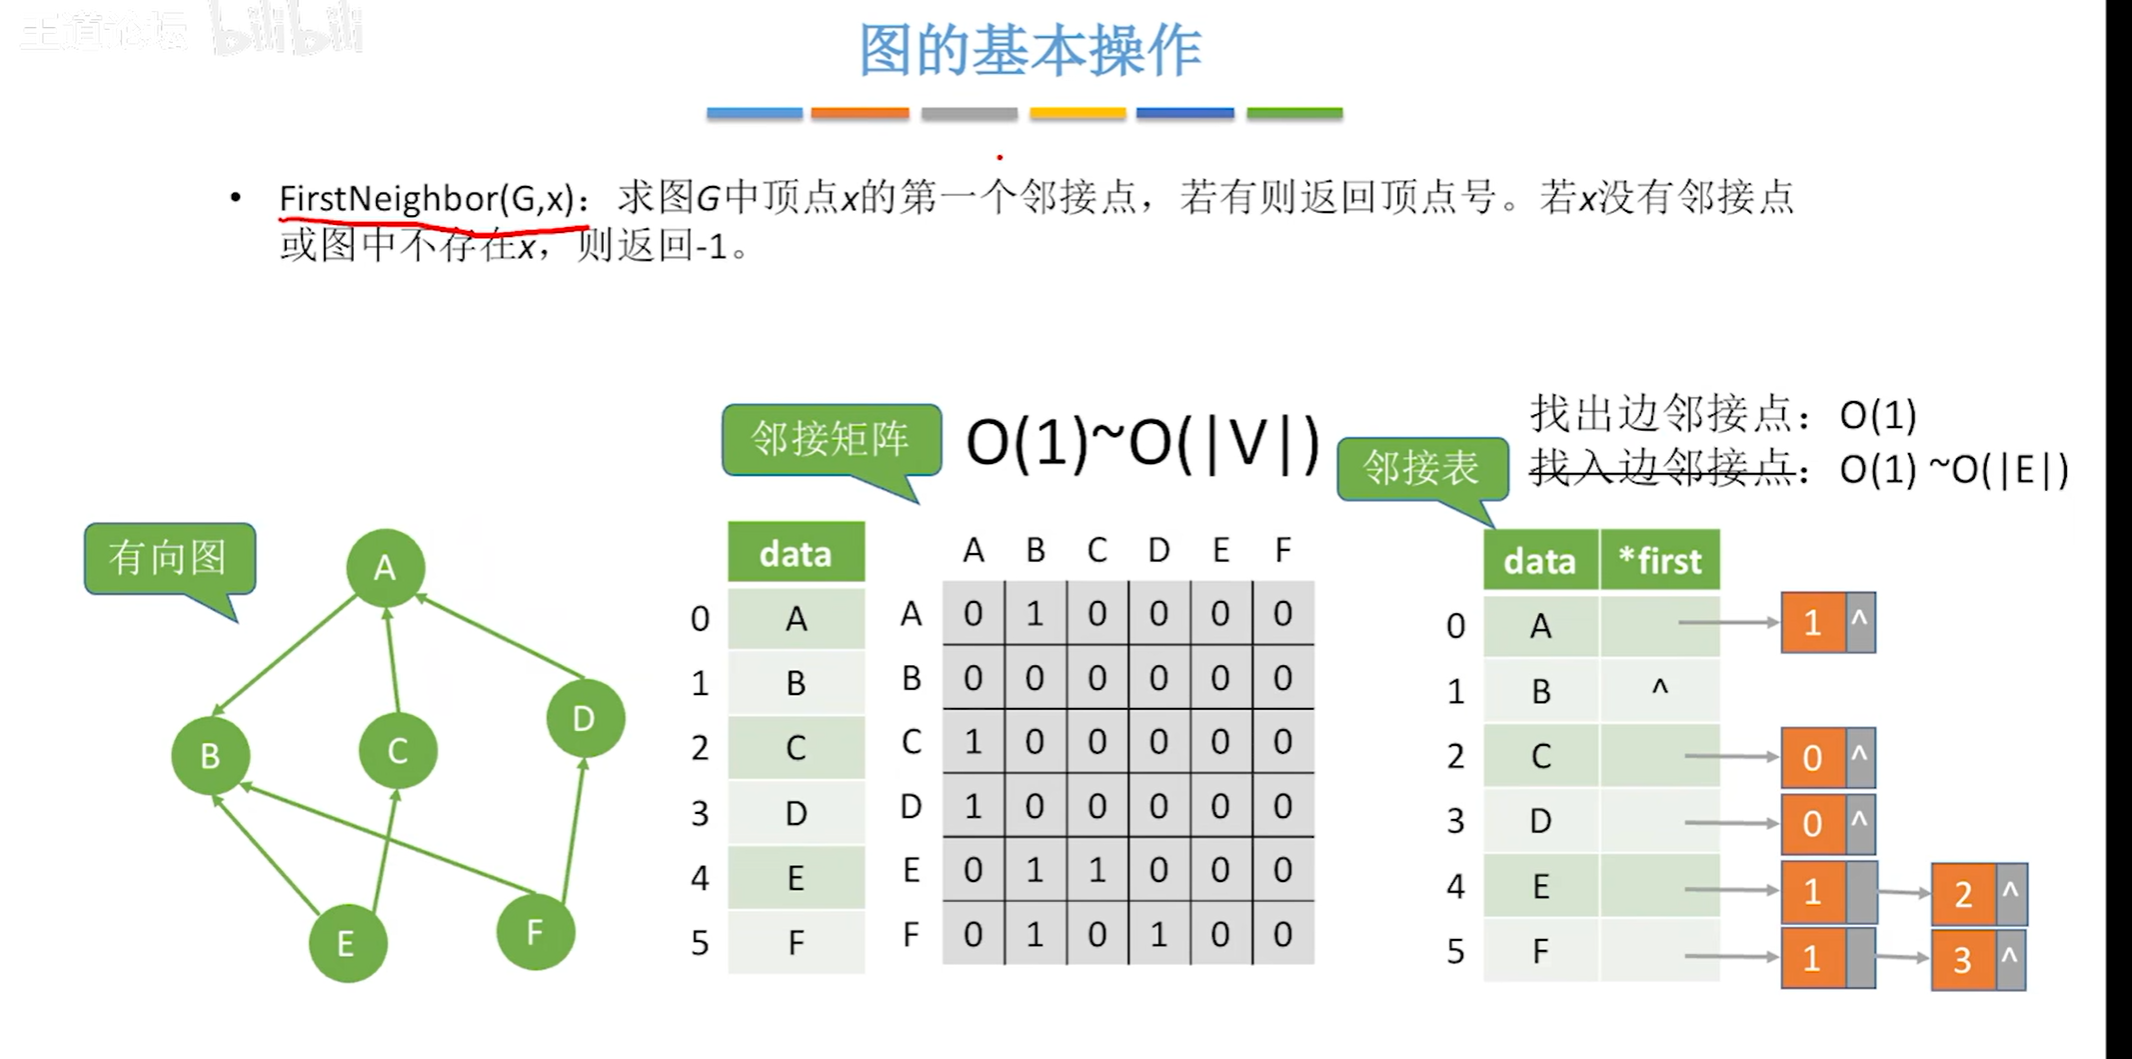 王道论坛 bilibili
图的基本操作
• FirstNeighbor(G,x)：求图G中顶点x的第一个邻接点，若有则返回顶点号。若x没有邻接点
或图中不存在x，则返回-1。
邻接矩阵 O(1)~O(|V|)
找出边邻接点：O(1)
邻接表 找入边邻接点：O(1) ~O(|E|)
有向图
A
B
C
D
E
F
data
0 A
1 B
2 C
3 D
4 E
5 F
A B C D E F
A 0 1 0 0 0 0
B 0 0 0 0 0 0
C 1 0 0 0 0 0
D 1 0 0 0 0 0
E 0 1 1 0 0 0
F 0 1 0 1 0 0
data *first
0 A 1 ^
1 B ^
2 C 0 ^
3 D 0 ^
4 E 1 2 ^
5 F 1 3 ^